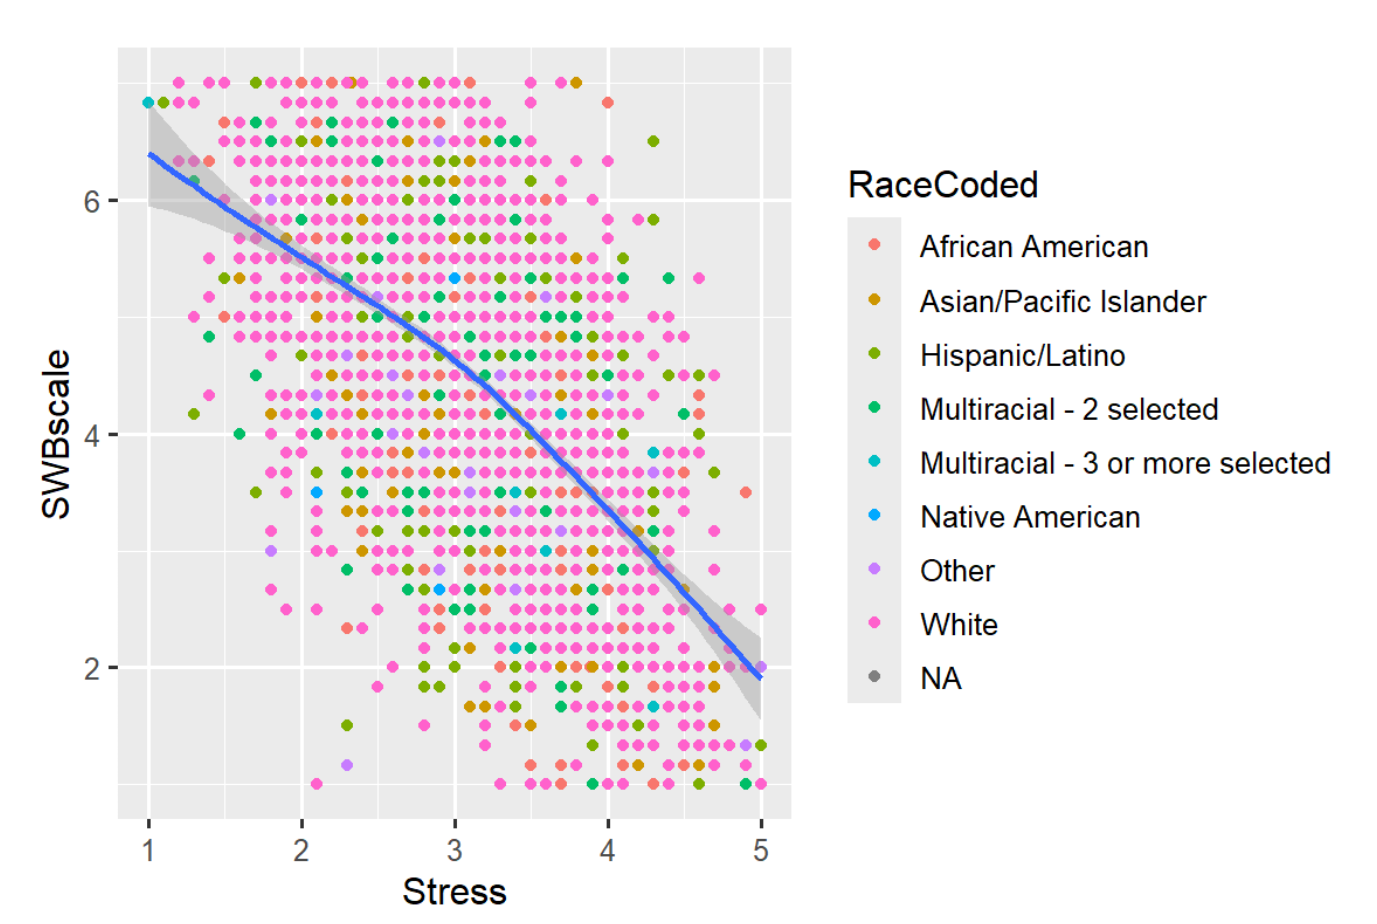 SWBscale
6
4
2
1 2 3 4 5
Stress
RaceCoded
African American
Asian/Pacific Islander
Hispanic/Latino
Multiracial - 2 selected
Multiracial - 3 or more selected
Native American
Other
White
NA